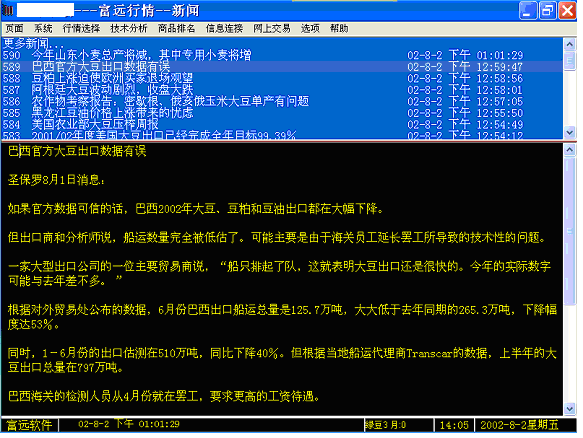 ---富远行情--新闻
页面 系统 行情选择 技术分析 商品排名 信息连接 网上交易 选项 帮助
更多新闻...
590 今年山东小麦总产将减，其中专用小麦将增 02-8-2 下午 01:01:29
589 巴西官方大豆出口数据有误 02-8-2 下午 12:59:47
588 豆粕上涨迫使欧洲买家退场观望 02-8-2 下午 12:58:56
587 阿根廷大豆波动剧烈，收盘大跌 02-8-2 下午 12:58:01
586 农作物考察报告：密歇根、俄亥俄玉米大豆单产有问题 02-8-2 下午 12:57:05
585 黑龙江豆油价格上涨带来的忧虑 02-8-2 下午 12:55:50
584 美国农业部大豆压榨周报 02-8-2 下午 12:54:49
583 2001/02年度美国大豆出口已经完成全年目标99.39% 02-8-2 下午 12:54:12
巴西官方大豆出口数据有误
圣保罗8月1日消息：
如果官方数据可信的话，巴西2002年大豆、豆粕和豆油出口都在大幅下降。
但出口商和分析师说，船运数量完全被低估了。可能主要是由于海关员工延长罢工所导致的技术性的问题。
一家大型出口公司的一位主要贸易商说，“船只排起了队，这就表明大豆出口还是很快的。今年的实际数字
可能与去年差不多。”
根据对外贸易处公布的数据，6月份巴西出口船运总量是125.7万吨，大大低于去年同期的265.3万吨，下降幅
度达53%。
同时，1－6月份的出口估测在510万吨，同比下降40%。但根据当地船运代理商Transcar的数据，上半年的大
豆出口总量在797万吨。
巴西海关的检测人员从4月份就在罢工，要求更高的工资待遇。
富远软件 02-8-2 下午 01:01:29 绿豆3月:0 14:05 2002-8-2星期五